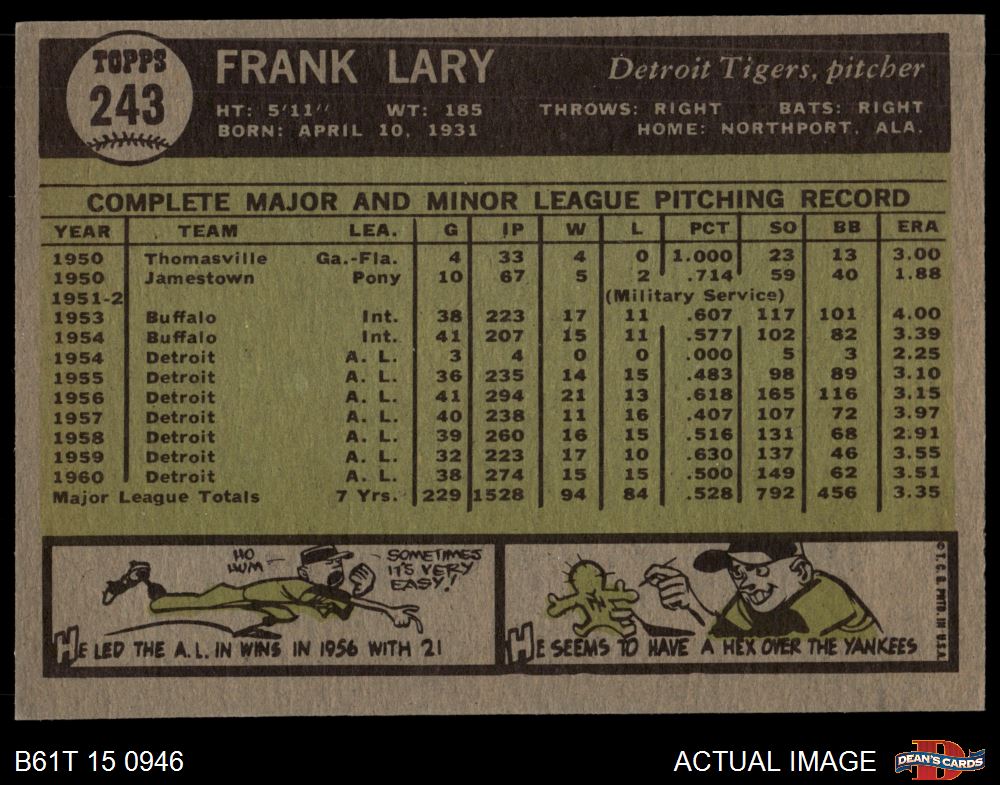 TOPPS
243
FRANK LARY
Detroit Tigers, pitcher
HT: 5'11" WT: 185 THROWS: RIGHT BATS: RIGHT
BORN: APRIL 10, 1931 HOME: NORTHPORT, ALA.
COMPLETE MAJOR AND MINOR LEAGUE PITCHING RECORD
YEAR TEAM LEA. G IP W L PCT SO BB ERA
1950 Thomasville Ga.-Fla. 4 33 4 0 1.000 23 13 3.00
1950 Jamestown Pony 10 67 5 2 .714 59 40 1.88
1951-2 (Military Service)
1953 Buffalo Int. 38 223 17 11 .607 117 101 4.00
1954 Buffalo Int. 41 207 15 11 .577 102 82 3.39
1954 Detroit A. L. 3 4 0 0 .000 5 3 2.25
1955 Detroit A. L. 36 235 14 15 .483 98 89 3.10
1956 Detroit A. L. 41 294 21 13 .618 165 116 3.15
1957 Detroit A. L. 40 238 11 16 .407 107 72 3.97
1958 Detroit A. L. 39 260 16 15 .516 131 68 2.91
1959 Detroit A. L. 32 223 17 10 .630 137 46 3.55
1960 Detroit A. L. 38 274 15 15 .500 149 62 3.51
Major League Totals 7 Yrs. 229 1528 94 84 .528 792 456 3.35
HO HUM
SOMETIMES
IT'S VERY
EASY!
HE LED THE A.L. IN WINS IN 1956 WITH 21
NY
HE SEEMS TO HAVE A HEX OVER THE YANKEES
© T. C. G. PRTD. IN U.S.A.
B61T 15 0946
ACTUAL IMAGE
D
DEAN'S CARDS